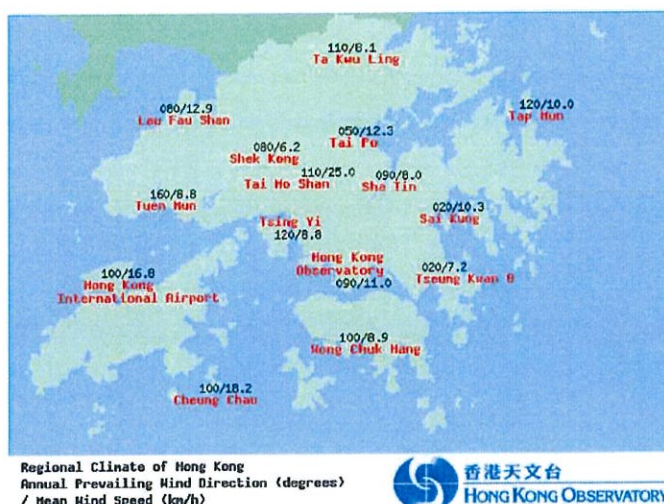 110/8.1
Ta Kwu Ling
080/12.9
Lau Fau Shan
120/10.0
Tap Mun
050/12.3
Tai Po
080/6.2
Shek Kong
110/25.0
Tai Mo Shan
090/8.0
Sha Tin
160/8.8
Tuen Mun
020/10.3
Sai Kung
Tsing Yi
120/8.8
Hong Kong
Observatory
090/11.0
020/7.2
Tseung Kwan O
100/16.8
Hong Kong
International Airport
100/8.9
Wong Chuk Hang
100/18.2
Cheung Chau
Regional Climate of Hong Kong
Annual Prevailing Wind Direction (degrees)
/ Mean Wind Speed (km/h)
香港天文台
HONG KONG OBSERVATORY